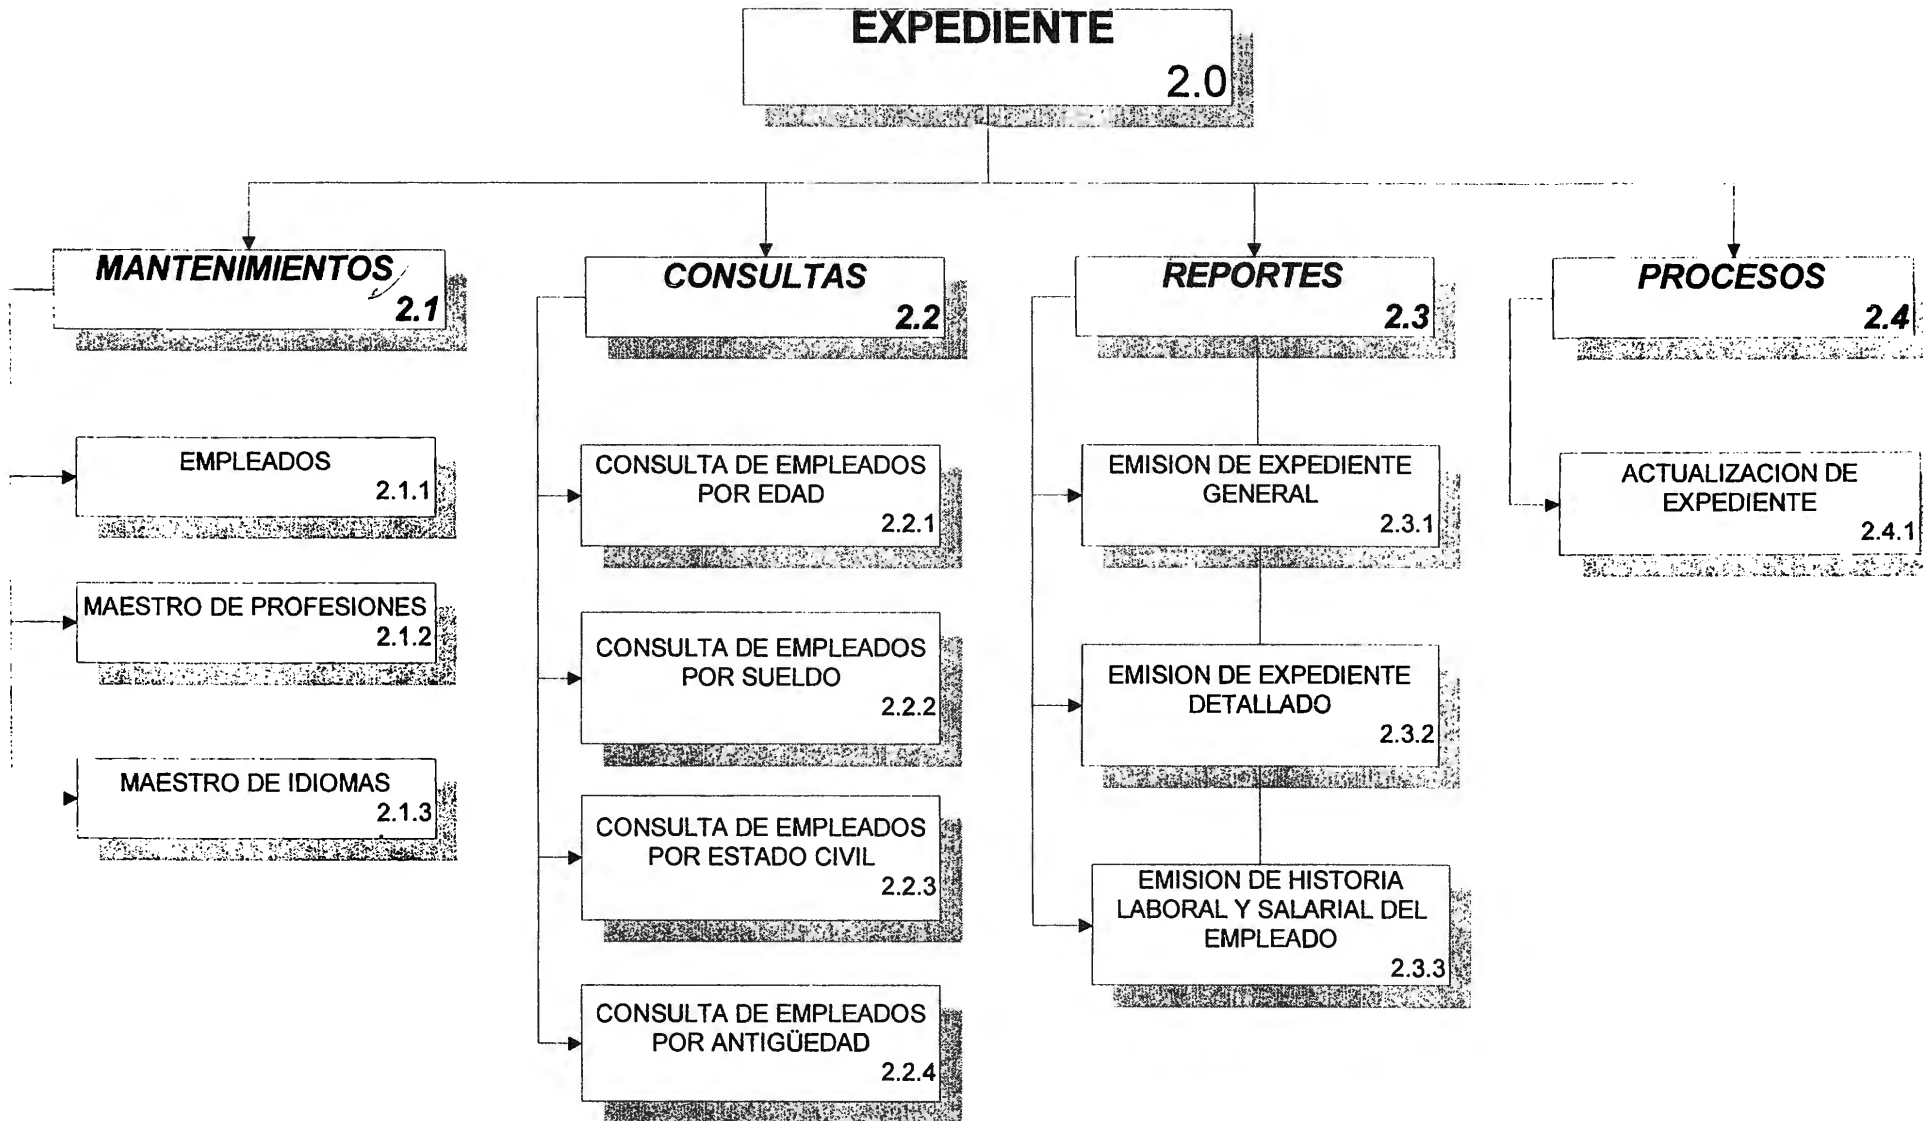 EXPEDIENTE
2.0
MANTENIMIENTOS
2.1
EMPLEADOS
2.1.1
MAESTRO DE PROFESIONES
2.1.2
MAESTRO DE IDIOMAS
2.1.3
CONSULTAS
2.2
CONSULTA DE EMPLEADOS
POR EDAD
2.2.1
CONSULTA DE EMPLEADOS
POR SUELDO
2.2.2
CONSULTA DE EMPLEADOS
POR ESTADO CIVIL
2.2.3
CONSULTA DE EMPLEADOS
POR ANTIGÜEDAD
2.2.4
REPORTES
2.3
EMISION DE EXPEDIENTE
GENERAL
2.3.1
EMISION DE EXPEDIENTE
DETALLADO
2.3.2
EMISION DE HISTORIA
LABORAL Y SALARIAL DEL
EMPLEADO
2.3.3
PROCESOS
2.4
ACTUALIZACION DE
EXPEDIENTE
2.4.1